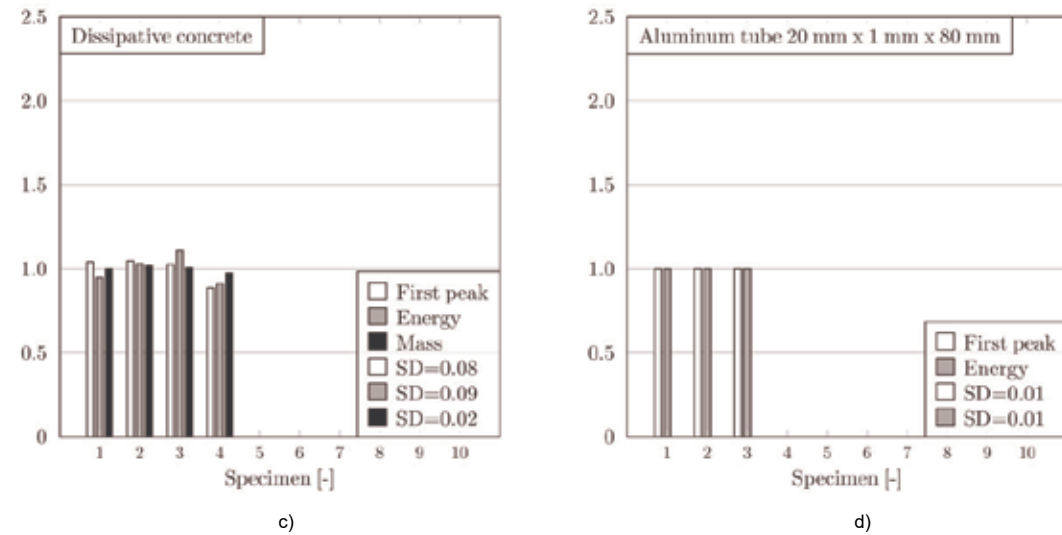 2.5
Dissipative concrete
2.0
1.5
1.0
0.5
0
First peak
Energy
Mass
SD=0.08
SD=0.09
SD=0.02
1 2 3 4 5 6 7 8 9 10
Specimen [-]
c)
2.5
Aluminum tube 20 mm x 1 mm x 80 mm
2.0
1.5
1.0
0.5
0
First peak
Energy
SD=0.01
SD=0.01
1 2 3 4 5 6 7 8 9 10
Specimen [-]
d)